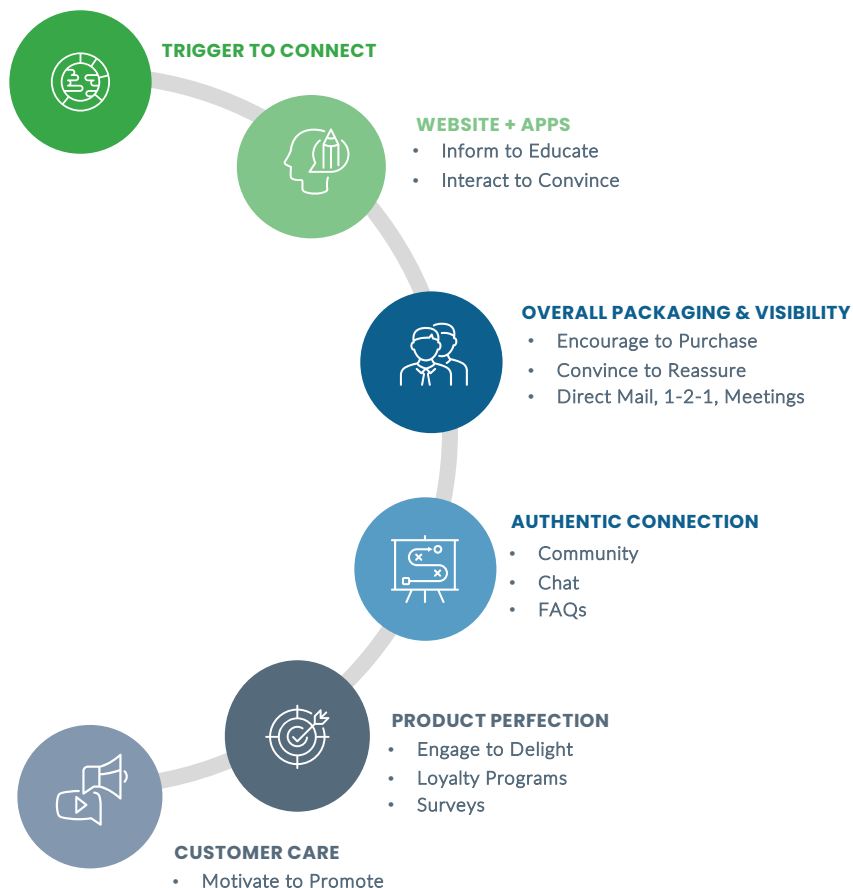 TRIGGER TO CONNECT
WEBSITE + APPS
• Inform to Educate
• Interact to Convince
OVERALL PACKAGING & VISIBILITY
• Encourage to Purchase
• Convince to Reassure
• Direct Mail, 1-2-1, Meetings
AUTHENTIC CONNECTION
• Community
• Chat
• FAQs
PRODUCT PERFECTION
• Engage to Delight
• Loyalty Programs
• Surveys
CUSTOMER CARE
• Motivate to Promote